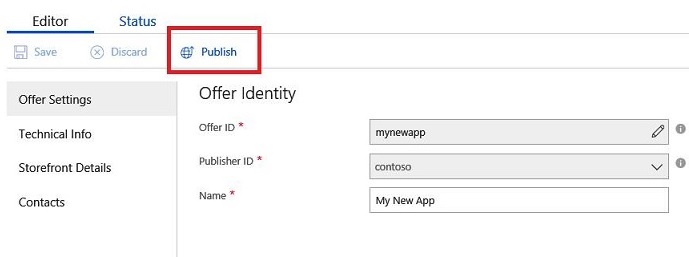 Editor Status
Save Discard Publish
Offer Settings
Technical Info
Storefront Details
Contacts
Offer Identity
Offer ID * mynewapp
Publisher ID * contoso
Name * My New App